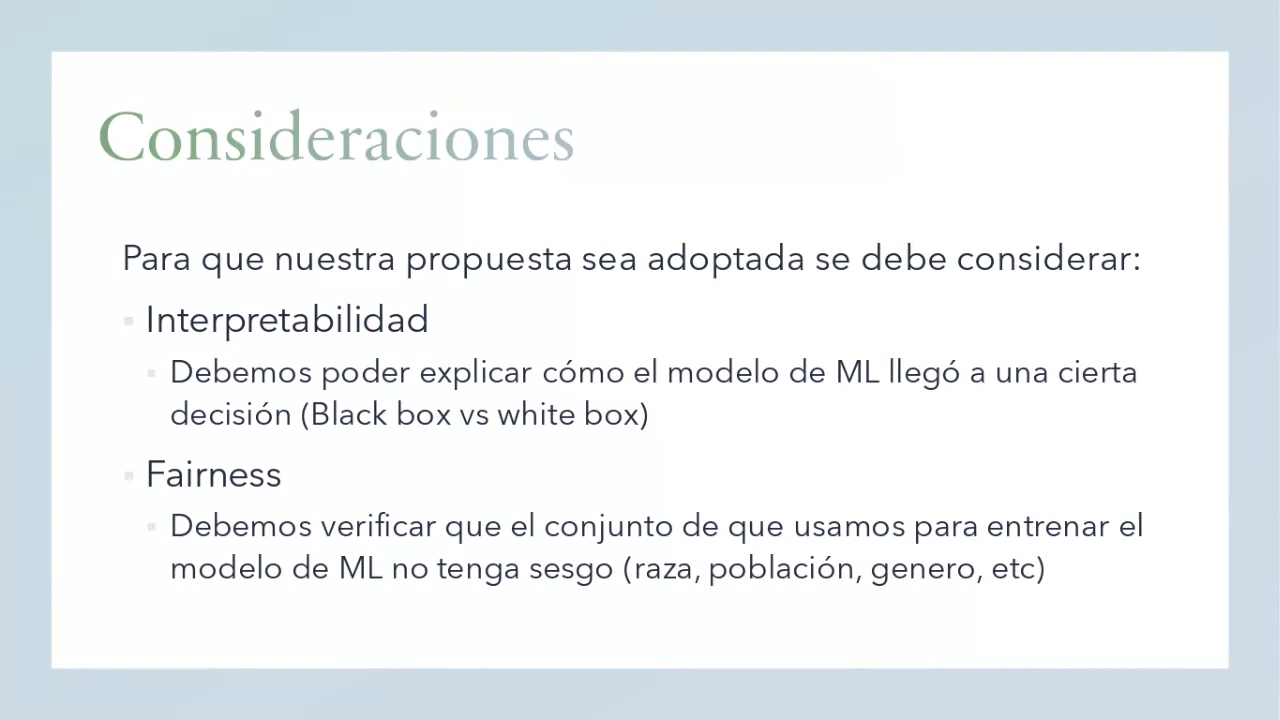 Consideraciones
Para que nuestra propuesta sea adoptada se debe considerar:
Interpretabilidad
Debemos poder explicar cómo el modelo de ML llegó a una cierta
decisión (Black box vs white box)
Fairness
Debemos verificar que el conjunto de que usamos para entrenar el
modelo de ML no tenga sesgo (raza, población, genero, etc)